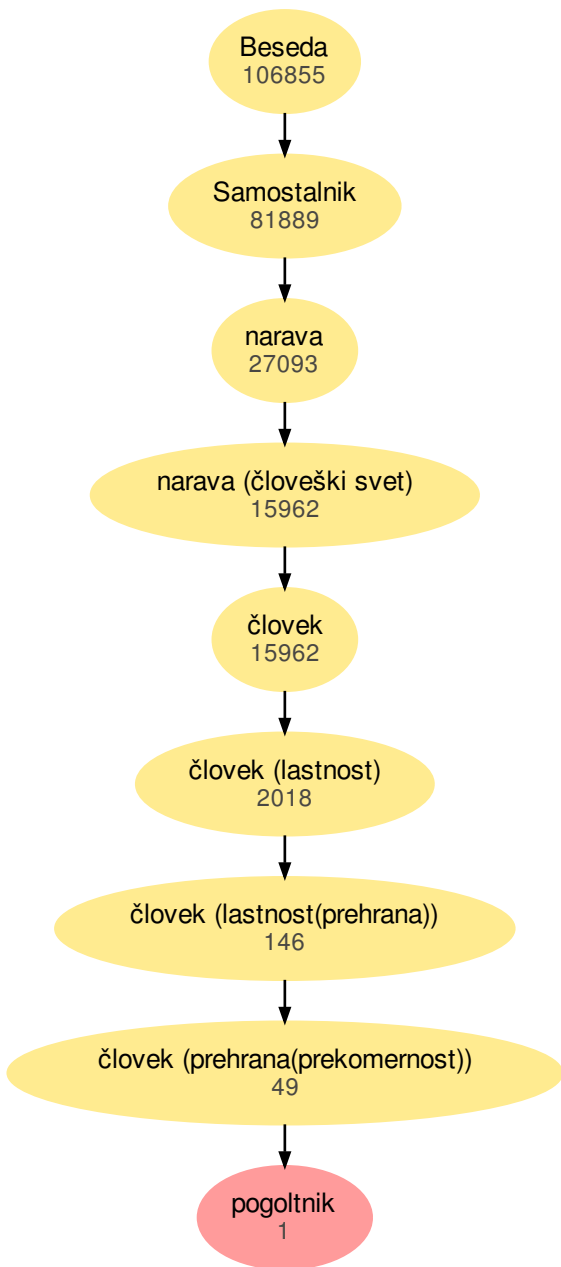 Beseda
106855
Samostalnik
81889
narava
27093
narava (človeški svet)
15962
človek
15962
človek (lastnost)
2018
človek (lastnost(prehrana))
146
človek (prehrana(prekomernost))
49
pogoltnik
1